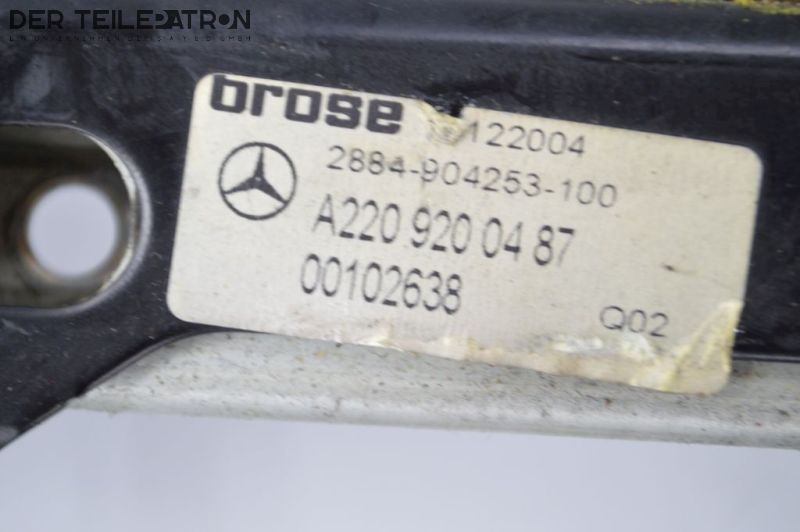 DER TEILEPATRON
brose
122004
2884-904253-100
A220 920 04 87
00102638
Q02